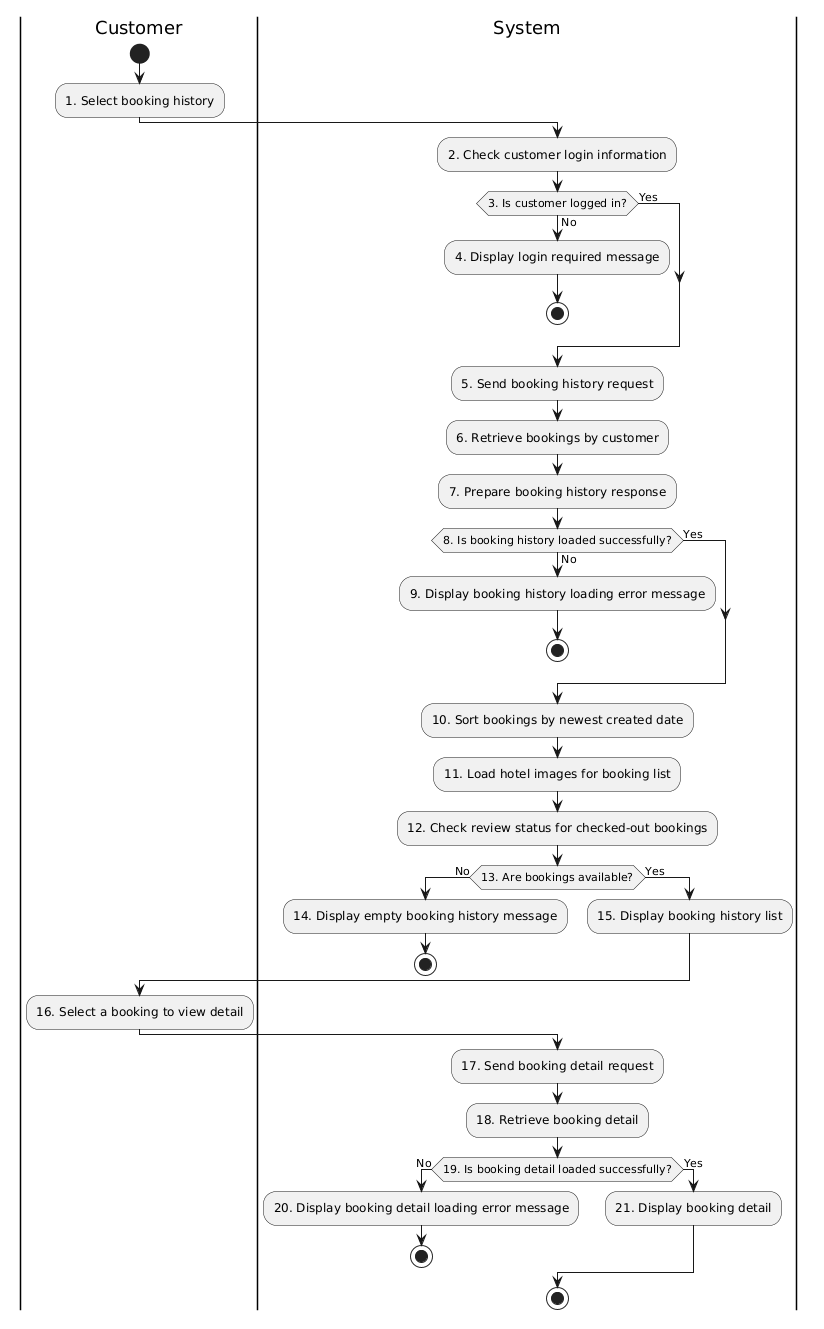 Customer
System
1. Select booking history
2. Check customer login information
3. Is customer logged in?
Yes
No
4. Display login required message
5. Send booking history request
6. Retrieve bookings by customer
7. Prepare booking history response
8. Is booking history loaded successfully?
Yes
No
9. Display booking history loading error message
10. Sort bookings by newest created date
11. Load hotel images for booking list
12. Check review status for checked-out bookings
No
13. Are bookings available?
Yes
14. Display empty booking history message
15. Display booking history list
16. Select a booking to view detail
17. Send booking detail request
18. Retrieve booking detail
No
19. Is booking detail loaded successfully?
Yes
20. Display booking detail loading error message
21. Display booking detail